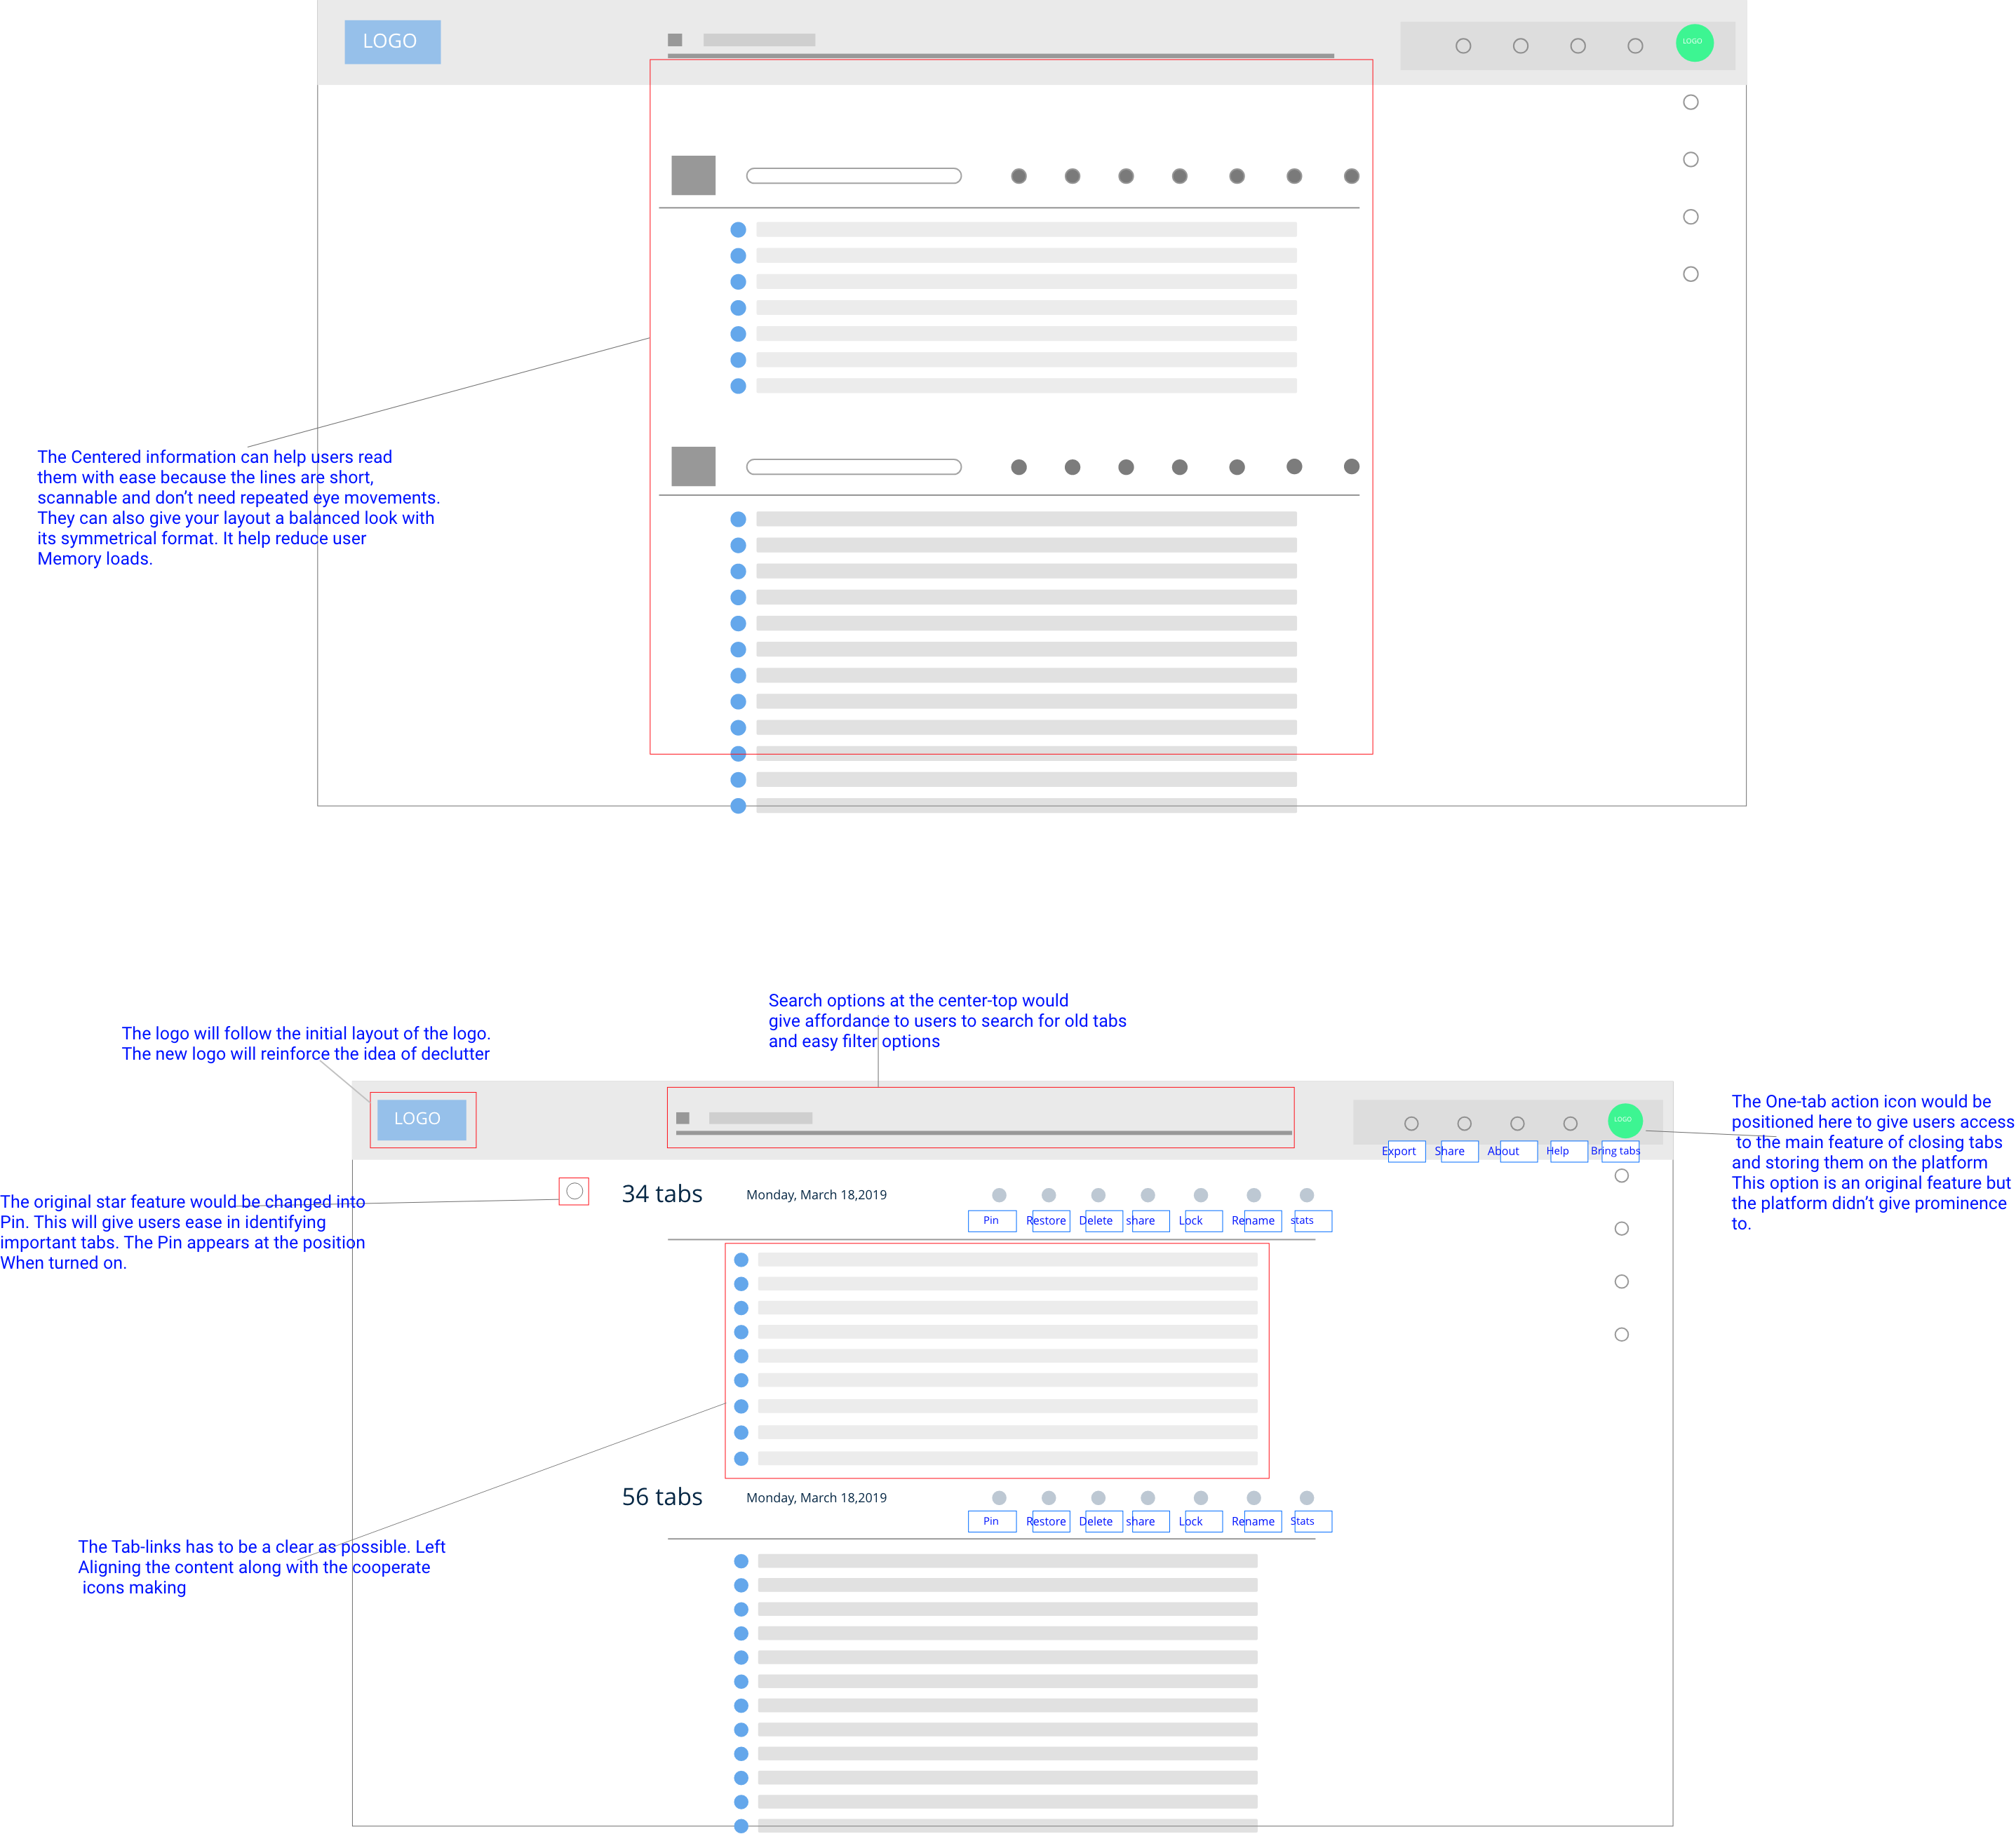 LOGO
LOGO
The Centered information can help users read
them with ease because the lines are short,
scannable and don’t need repeated eye movements.
They can also give your layout a balanced look with
its symmetrical format. It help reduce user
Memory loads.
Search options at the center-top would
give affordance to users to search for old tabs
and easy filter options
The logo will follow the initial layout of the logo.
The new logo will reinforce the idea of declutter
LOGO
LOGO
The One-tab action icon would be
positioned here to give users access
to the main feature of closing tabs
and storing them on the platform
This option is an original feature but
the platform didn’t give prominence
to.
Export Share About Help Bring tabs
The original star feature would be changed into
Pin. This will give users ease in identifying
important tabs. The Pin appears at the position
When turned on.
34 tabs Monday, March 18,2019
Pin Restore Delete share Lock Rename stats
56 tabs Monday, March 18,2019
Pin Restore Delete share Lock Rename Stats
The Tab-links has to be a clear as possible. Left
Aligning the content along with the cooperate
icons making